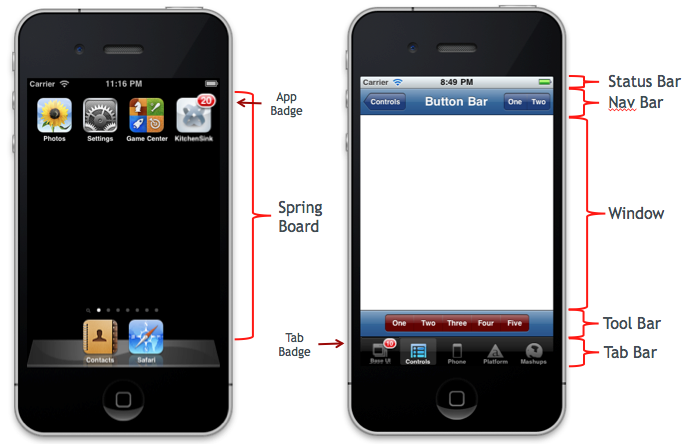 Carrier 11:16 PM
20
Photos Settings Game Center KitchenSink
App
Badge
Spring
Board
Contacts Safari
Carrier 8:49 PM
Controls Button Bar One Two
One Two Three Four Five
10
Base UI Controls Phone Platform Mashups
Tab
Badge
Status Bar
Nav Bar
Window
Tool Bar
Tab Bar